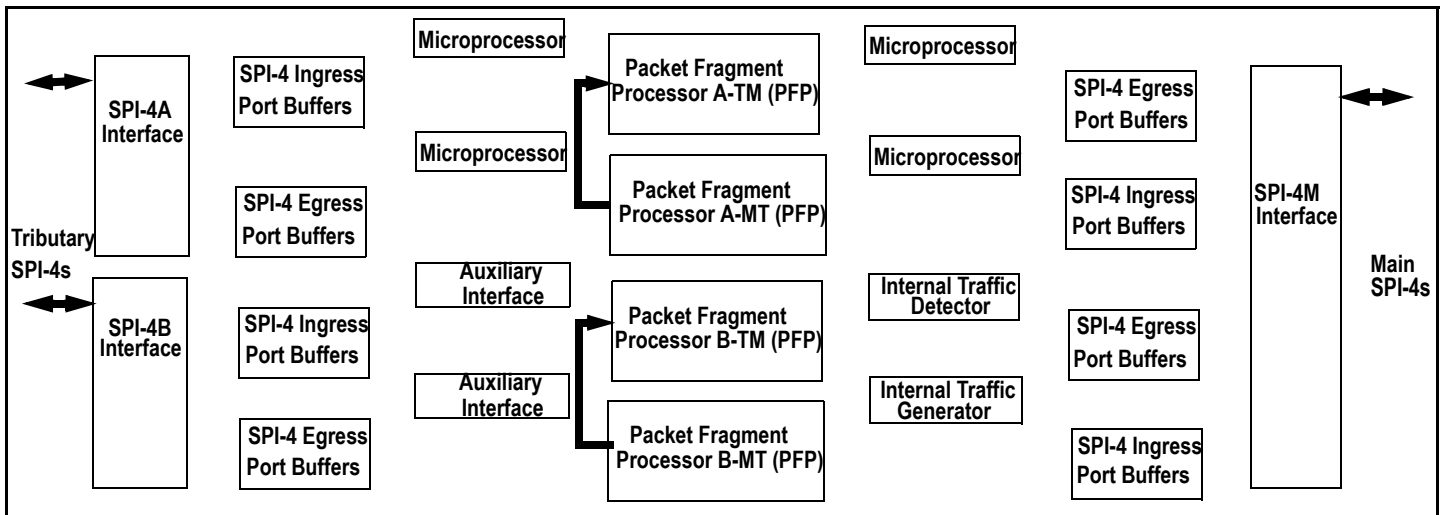 Tributary
SPI-4s
SPI-4A
Interface
SPI-4B
Interface
SPI-4 Ingress
Port Buffers
SPI-4 Egress
Port Buffers
SPI-4 Ingress
Port Buffers
SPI-4 Egress
Port Buffers
Microprocessor
Microprocessor
Auxiliary
Interface
Auxiliary
Interface
Packet Fragment
Processor A-TM (PFP)
Packet Fragment
Processor A-MT (PFP)
Packet Fragment
Processor B-TM (PFP)
Packet Fragment
Processor B-MT (PFP)
Microprocessor
Microprocessor
Internal Traffic
Detector
Internal Traffic
Generator
SPI-4 Egress
Port Buffers
SPI-4 Ingress
Port Buffers
SPI-4 Egress
Port Buffers
SPI-4 Ingress
Port Buffers
SPI-4M
Interface
Main
SPI-4s